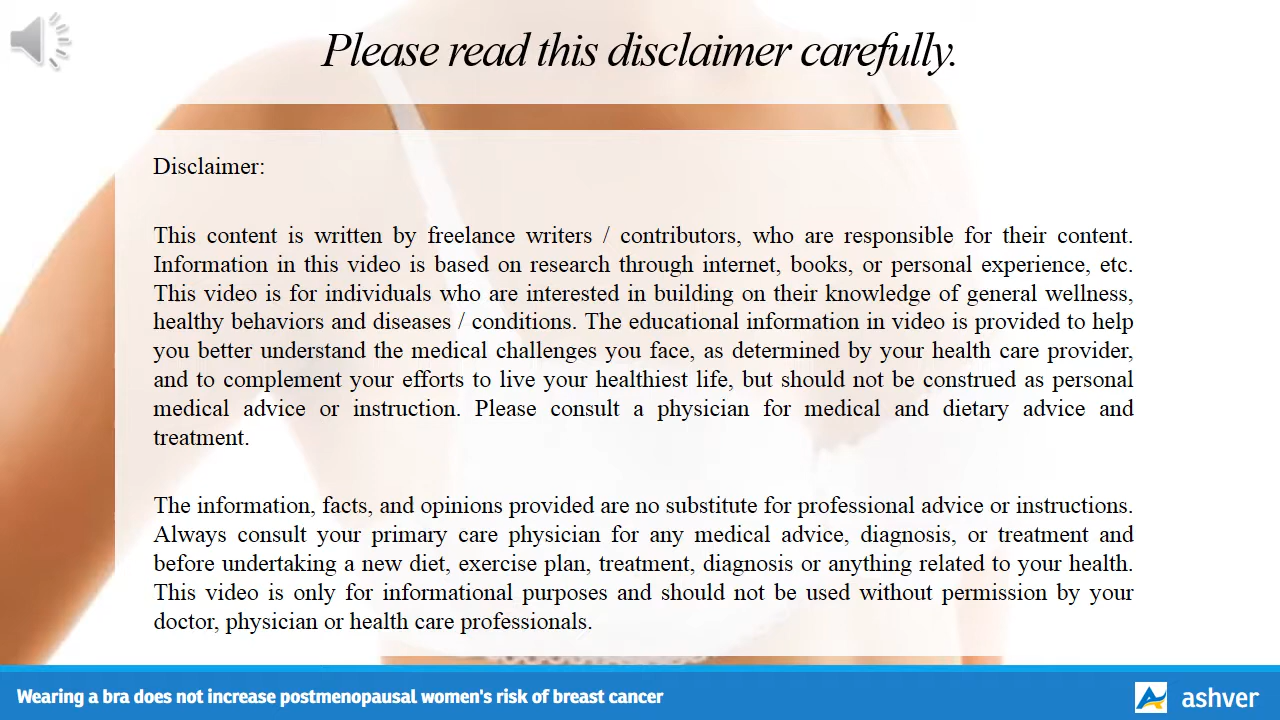 Please read this disclaimer carefully.
Disclaimer:
This content is written by freelance writers / contributors, who are responsible for their content.
Information in this video is based on research through internet, books, or personal experience, etc.
This video is for individuals who are interested in building on their knowledge of general wellness,
healthy behaviors and diseases / conditions. The educational information in video is provided to help
you better understand the medical challenges you face, as determined by your health care provider,
and to complement your efforts to live your healthiest life, but should not be construed as personal
medical advice or instruction. Please consult a physician for medical and dietary advice and
treatment.
The information, facts, and opinions provided are no substitute for professional advice or instructions.
Always consult your primary care physician for any medical advice, diagnosis, or treatment and
before undertaking a new diet, exercise plan, treatment, diagnosis or anything related to your health.
This video is only for informational purposes and should not be used without permission by your
doctor, physician or health care professionals.
Wearing a bra does not increase postmenopausal women's risk of breast cancer
ashver